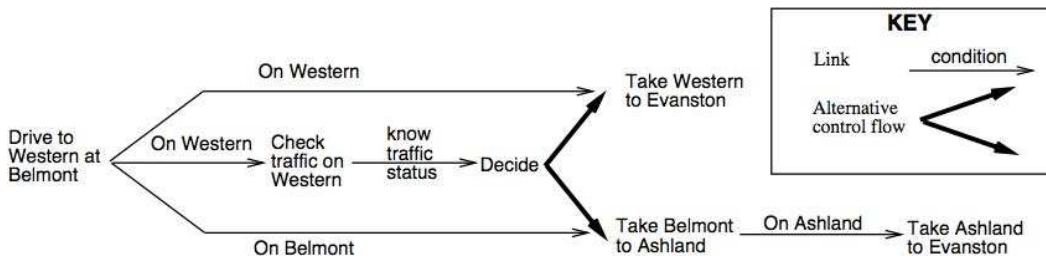 KEY
Link
condition
Alternative
control flow
On Western
Take Western
to Evanston
Drive to
Western at
Belmont
On Western
Check
traffic on
Western
know
traffic
status
Decide
On Belmont
Take Belmont
to Ashland
On Ashland
Take Ashland
to Evanston